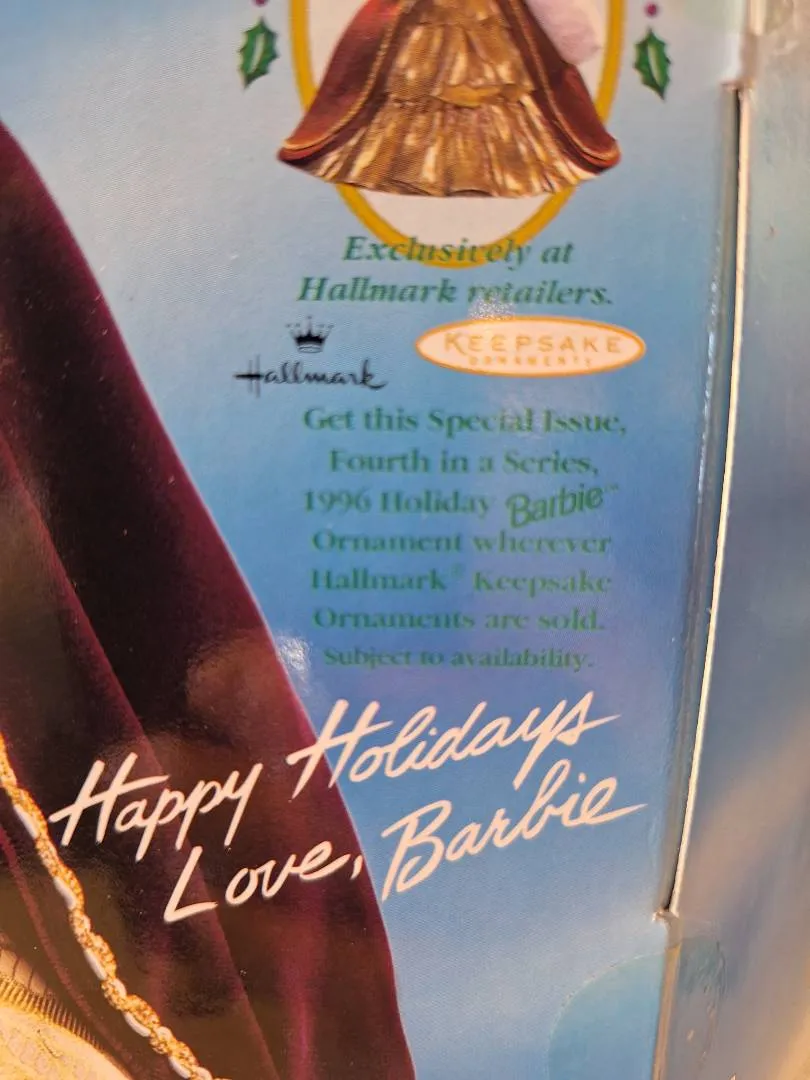 Exclusively at
Hallmark retailers.
Hallmark
KEEPSAKE
ORNAMENTS
Get this Special Issue,
Fourth in a Series,
1996 Holiday Barbie™
Ornament wherever
Hallmark® Keepsake
Ornaments are sold.
Subject to availability.
Happy Holidays
Love, Barbie